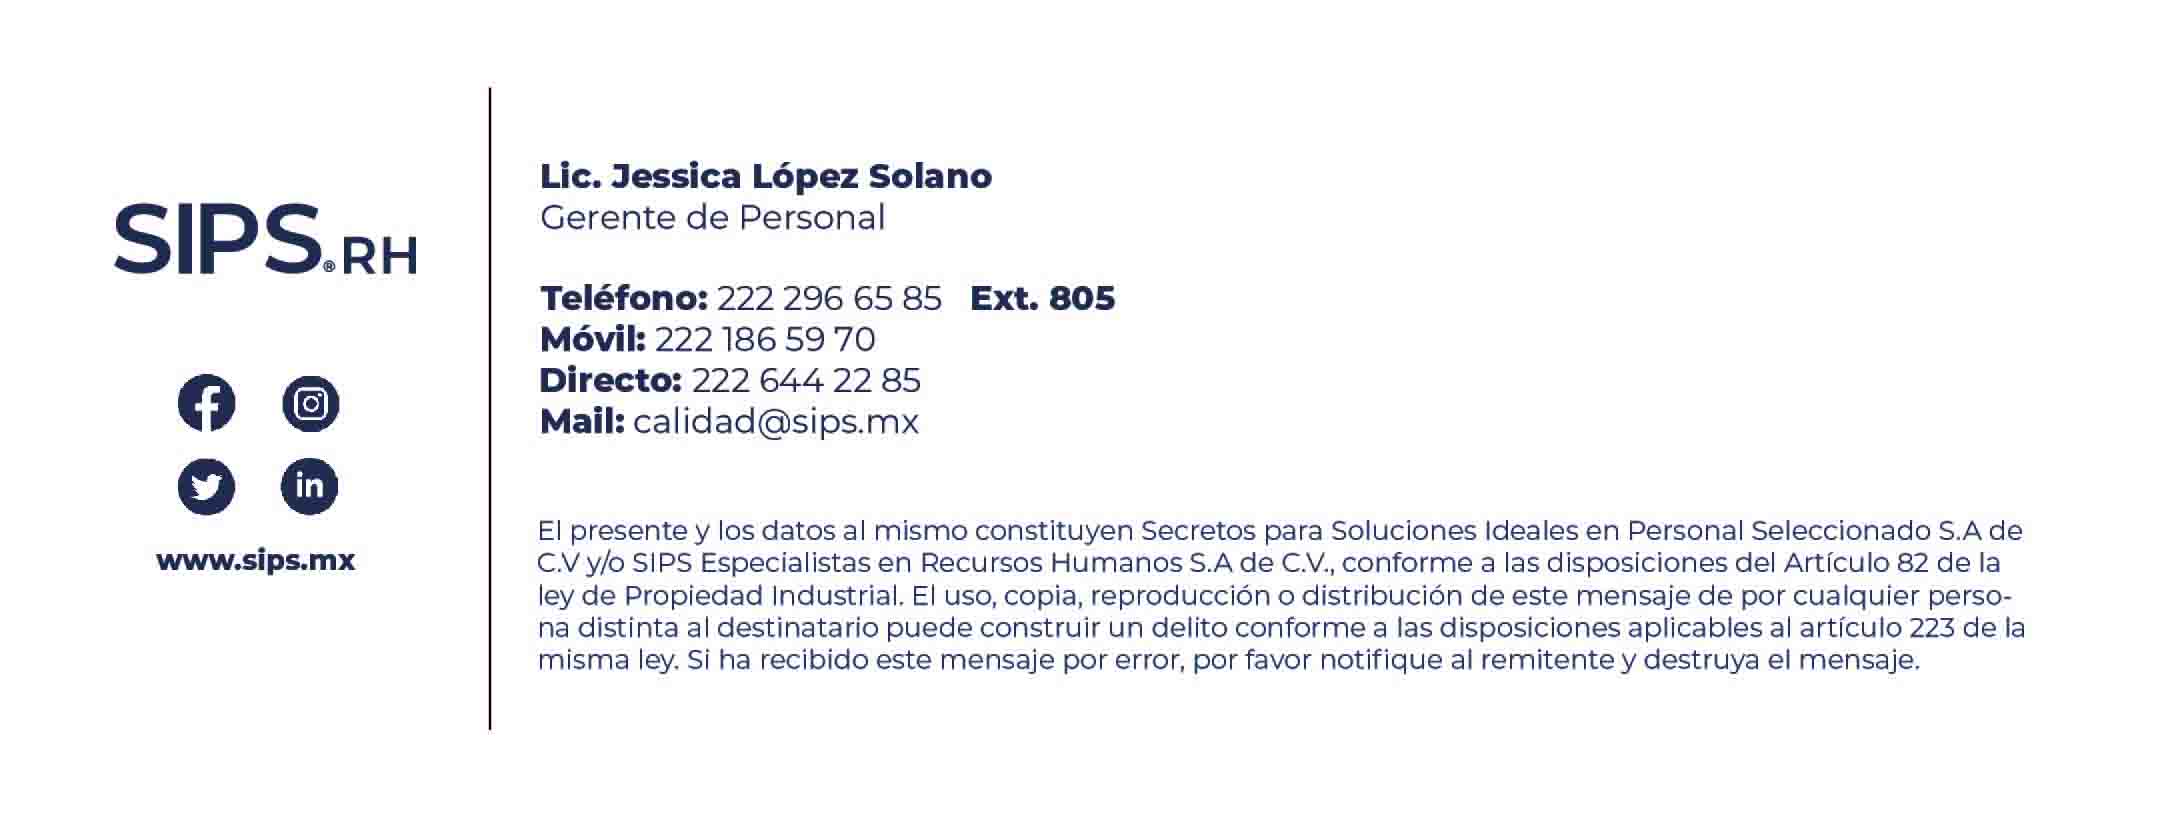 SIPS®RH
www.sips.mx
Lic. Jessica López Solano
Gerente de Personal
Teléfono: 222 296 65 85 Ext. 805
Móvil: 222 186 59 70
Directo: 222 644 22 85
Mail: calidad@sips.mx
El presente y los datos al mismo constituyen Secretos para Soluciones Ideales en Personal Seleccionado S.A de
C.V y/o SIPS Especialistas en Recursos Humanos S.A de C.V., conforme a las disposiciones del Artículo 82 de la
ley de Propiedad Industrial. El uso, copia, reproducción o distribución de este mensaje de por cualquier perso-
na distinta al destinatario puede construir un delito conforme a las disposiciones aplicables al artículo 223 de la
misma ley. Si ha recibido este mensaje por error, por favor notifique al remitente y destruya el mensaje.